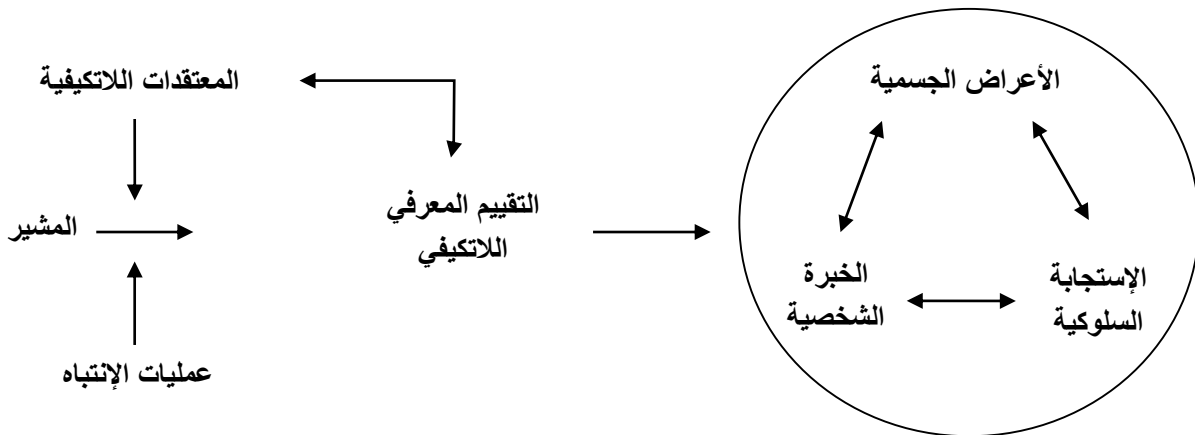 الأعراض الجسمية
المعتقدات اللاتكيفية
التقييم المعرفي
اللاتكيفي
المشير
الإستجابة
السلوكية
الخبرة
الشخصية
عمليات الإنتباه